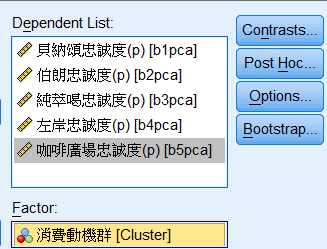 Dependent List:
貝納頌忠誠度(p) [b1pca]
伯朗忠誠度(p) [b2pca]
純萃喝忠誠度(p) [b3pca]
左岸忠誠度(p) [b4pca]
咖啡廣場忠誠度(p) [b5pca]
Contrasts...
Post Hoc...
Options...
Bootstrap...
Factor:
消費動機群 [Cluster]